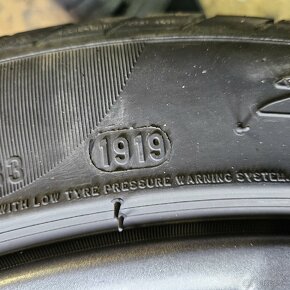 1919
WITH LOW TYRE PRESSURE WARNING SYSTEM